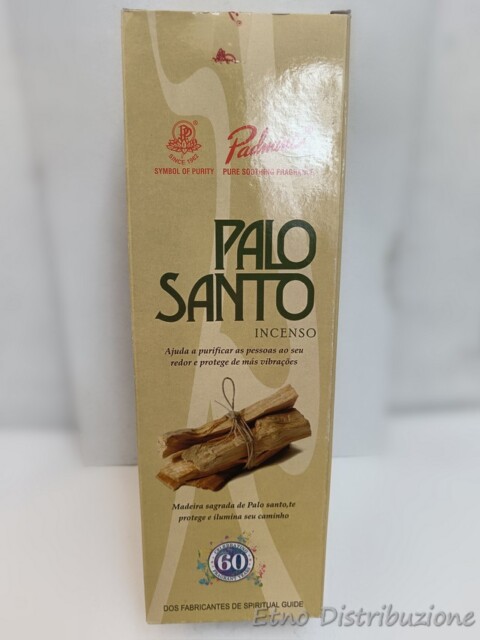 SINCE 1962
SYMBOL OF PURITY
PURE SOOTHING FRAGRANCE
PALO
SANTO
INCENSO
Ajuda a purificar as pessoas ao seu
redor e protege de más vibrações
Madeira sagrada de Palo santo,te
protege e ilumina seu caminho
60
DOS FABRICANTES DE SPIRITUAL GUIDE
Etno Distribuzione